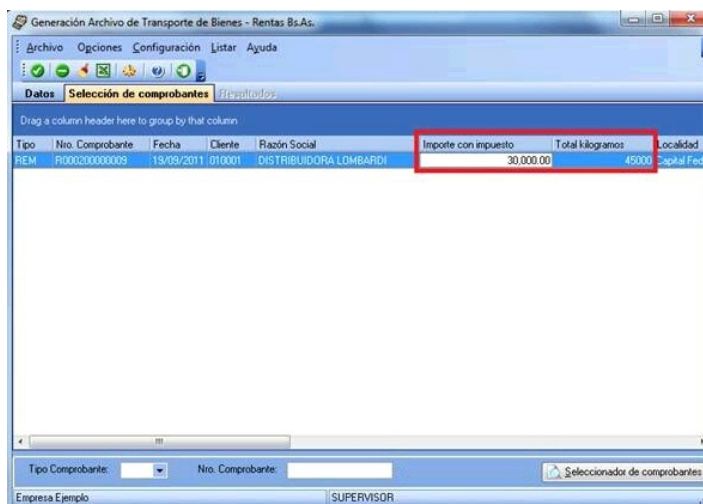 Generación Archivo de Transporte de Bienes - Rentas Bs.As.
Archivo Opciones Configuración Listar Ayuda
Datos Selección de comprobantes Resultados
Drag a column header here to group by that column
Tipo Nro. Comprobante Fecha Cliente Razón Social Importe con impuesto Total kilogramos Localidad
REM R000200000009 19/09/2011 010001 DISTRIBUIDORA LOMBARDI 30,000.00 45000 Capital Fed
Tipo Comprobante: Nro. Comprobante: Seleccionador de comprobantes
Empresa Ejemplo SUPERVISOR